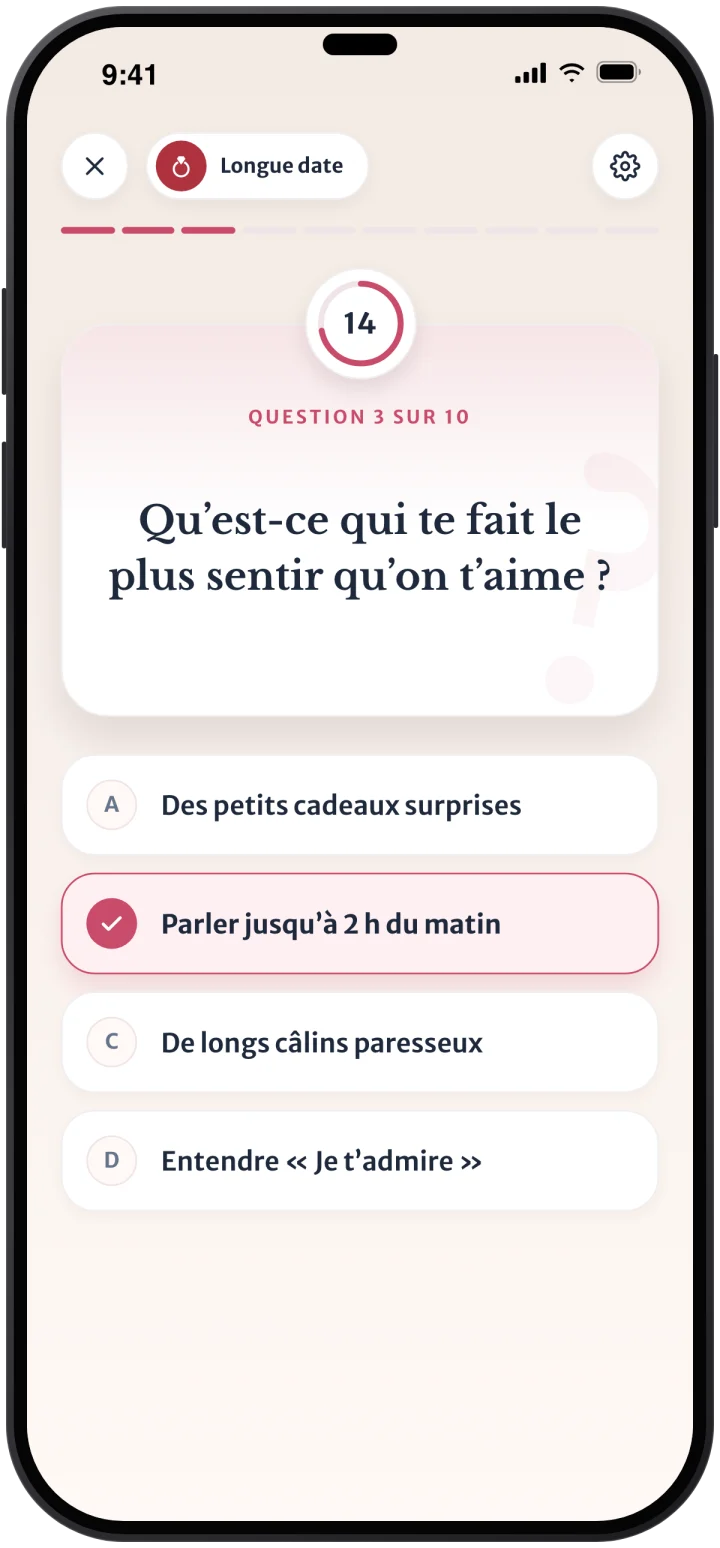 9:41
Longue date
14
QUESTION 3 SUR 10
Qu’est-ce qui te fait le
plus sentir qu’on t’aime ?
?
A Des petits cadeaux surprises
Parler jusqu’à 2 h du matin
C De longs câlins paresseux
D Entendre « Je t’admire »